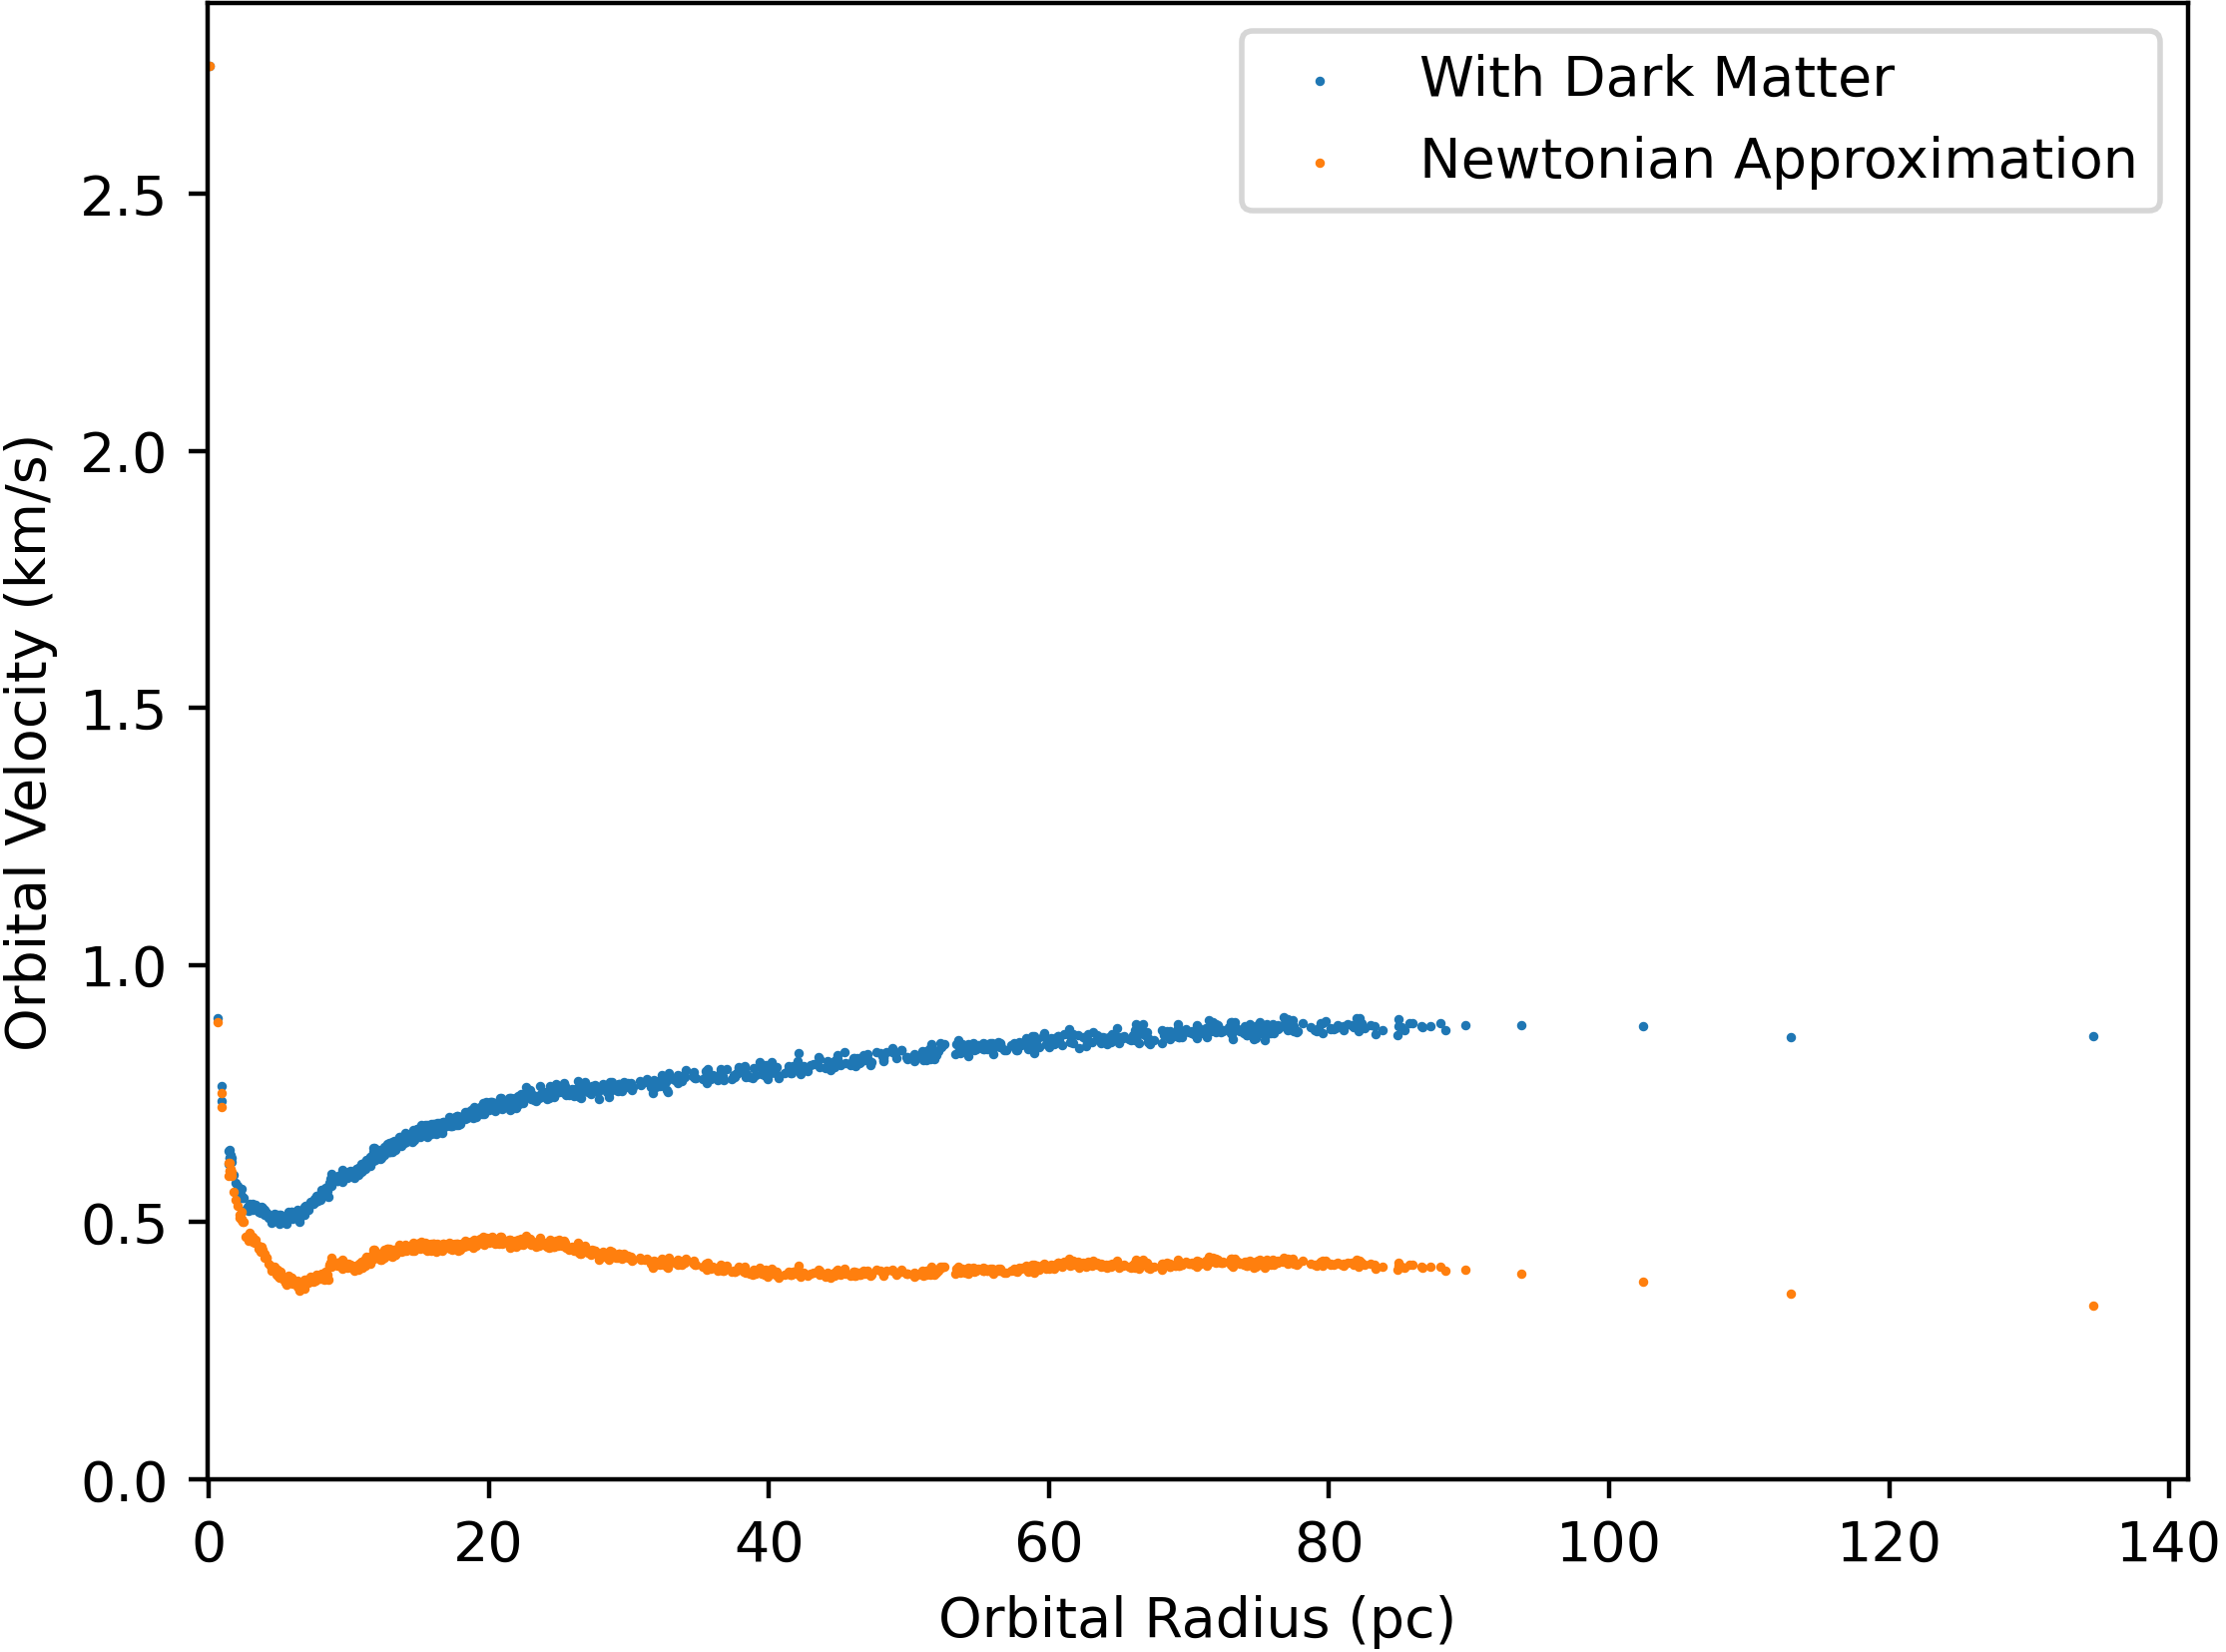 With Dark Matter
Newtonian Approximation
Orbital Velocity (km/s)
2.5
2.0
1.5
1.0
0.5
0.0
0 20 40 60 80 100 120 140
Orbital Radius (pc)